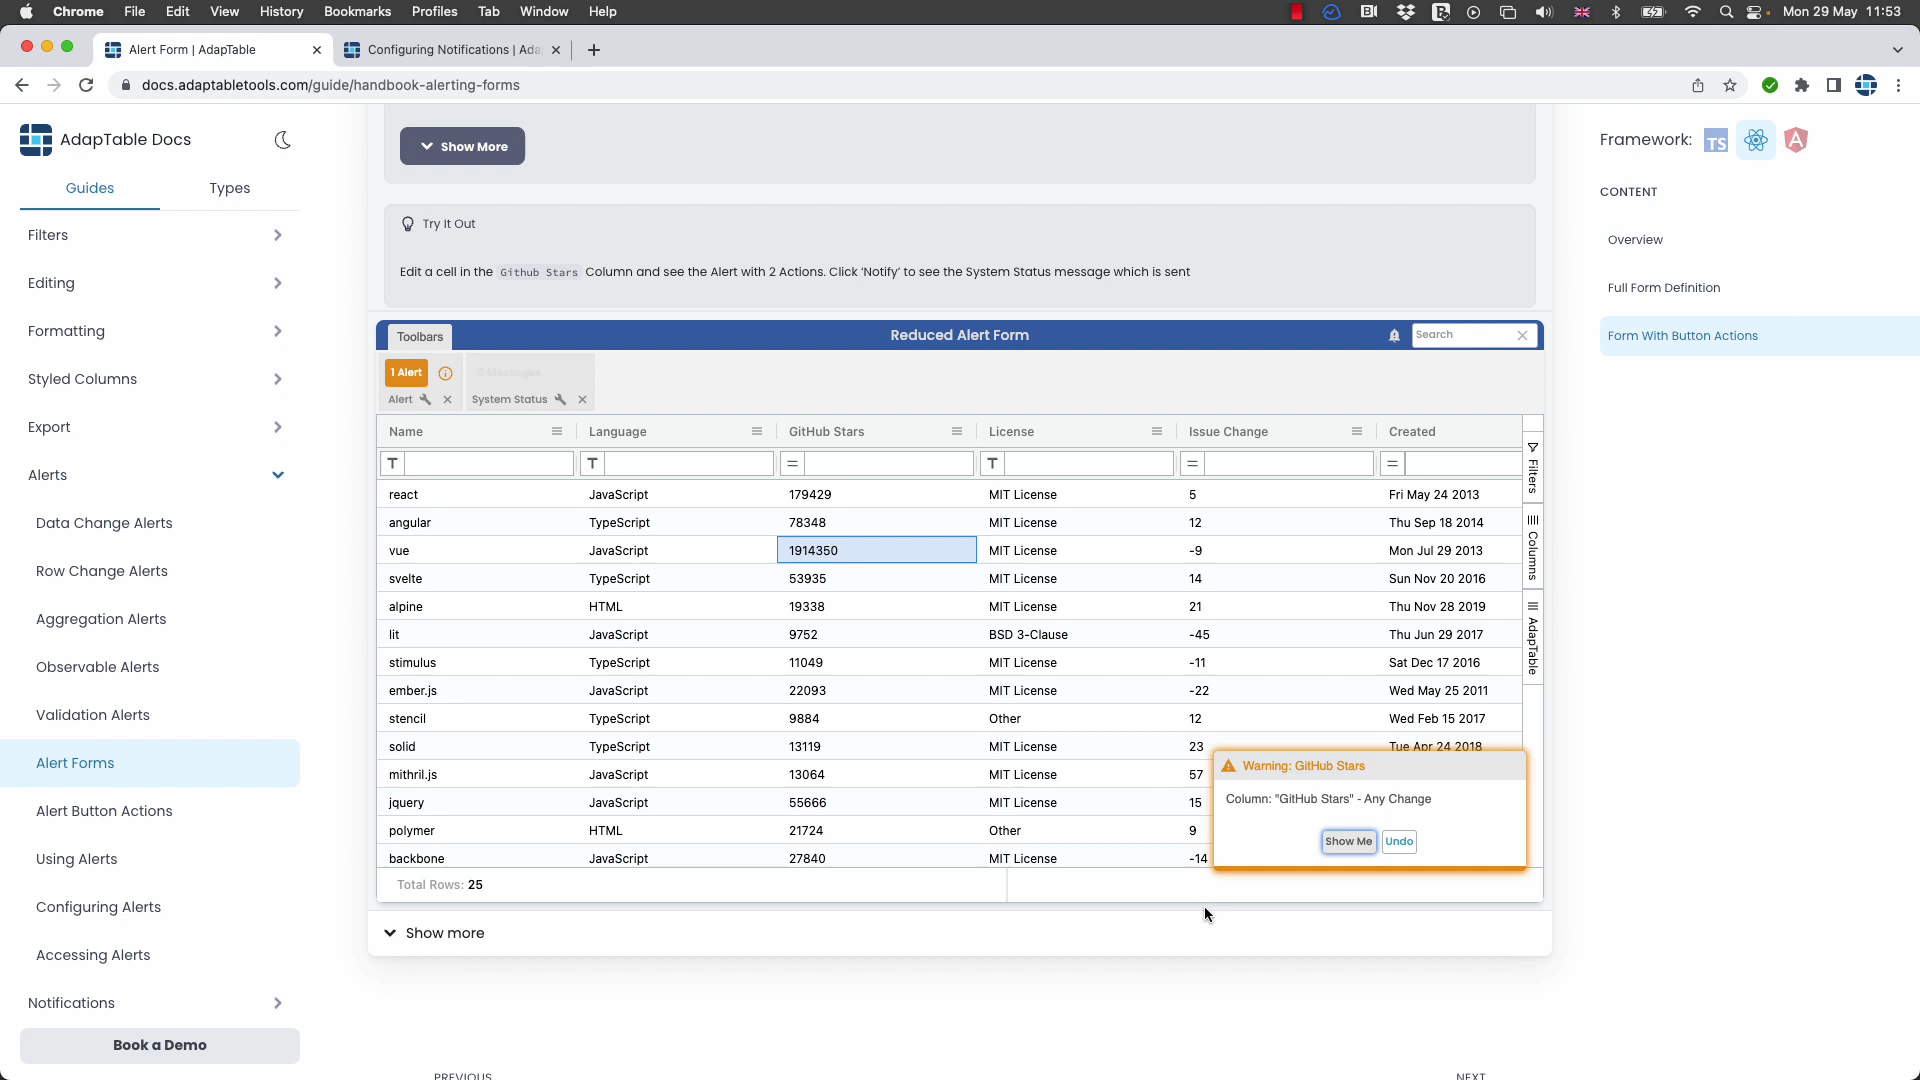 Chrome File Edit View History Bookmarks Profiles Tab Window Help Mon 29 May 11:53
Alert Form | AdapTable Configuring Notifications | Ada
docs.adaptabletools.com/guide/handbook-alerting-forms
AdapTable Docs
Guides Types
Filters
Editing
Formatting
Styled Columns
Export
Alerts
Data Change Alerts
Row Change Alerts
Aggregation Alerts
Observable Alerts
Validation Alerts
Alert Forms
Alert Button Actions
Using Alerts
Configuring Alerts
Accessing Alerts
Notifications
Book a Demo
Show More
Try It Out
Edit a cell in the Github Stars Column and see the Alert with 2 Actions. Click ‘Notify’ to see the System Status message which is sent
Toolbars Reduced Alert Form Search
1 Alert 0 Messages
Alert System Status
Name Language GitHub Stars License Issue Change Created
react JavaScript 179429 MIT License 5 Fri May 24 2013
angular TypeScript 78348 MIT License 12 Thu Sep 18 2014
vue JavaScript 1914350 MIT License -9 Mon Jul 29 2013
svelte TypeScript 53935 MIT License 14 Sun Nov 20 2016
alpine HTML 19338 MIT License 21 Thu Nov 28 2019
lit JavaScript 9752 BSD 3-Clause -45 Thu Jun 29 2017
stimulus TypeScript 11049 MIT License -11 Sat Dec 17 2016
ember.js JavaScript 22093 MIT License -22 Wed May 25 2011
stencil TypeScript 9884 Other 12 Wed Feb 15 2017
solid TypeScript 13119 MIT License 23 Tue Apr 24 2018
mithril.js JavaScript 13064 MIT License 57
jquery JavaScript 55666 MIT License 15
polymer HTML 21724 Other 9
backbone JavaScript 27840 MIT License -14
Filters
Columns
AdapTable
Warning: GitHub Stars
Column: "GitHub Stars" - Any Change
Show Me Undo
Total Rows: 25
Show more
PREVIOUS NEXT
Framework: TS
CONTENT
Overview
Full Form Definition
Form With Button Actions